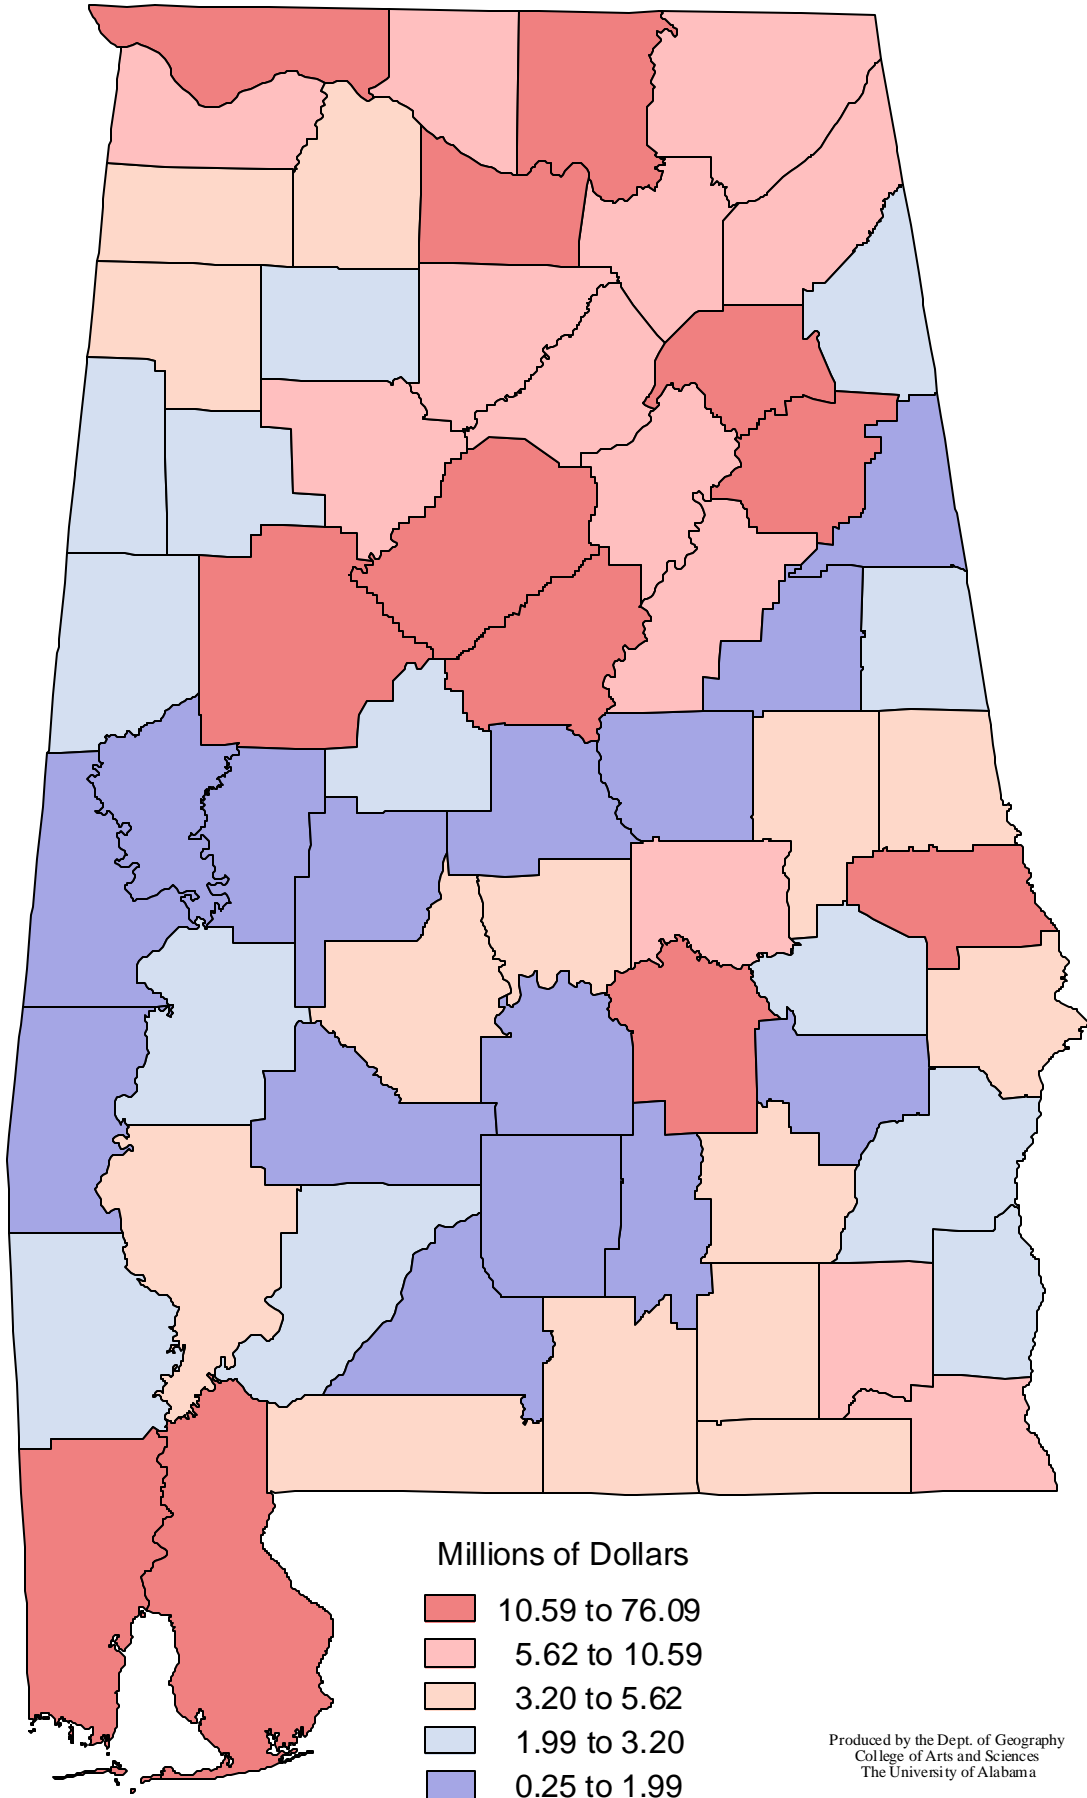 Millions of Dollars
10.59 to 76.09
5.62 to 10.59
3.20 to 5.62
1.99 to 3.20
0.25 to 1.99
Produced by the Dept. of Geography
College of Arts and Sciences
The University of Alabama